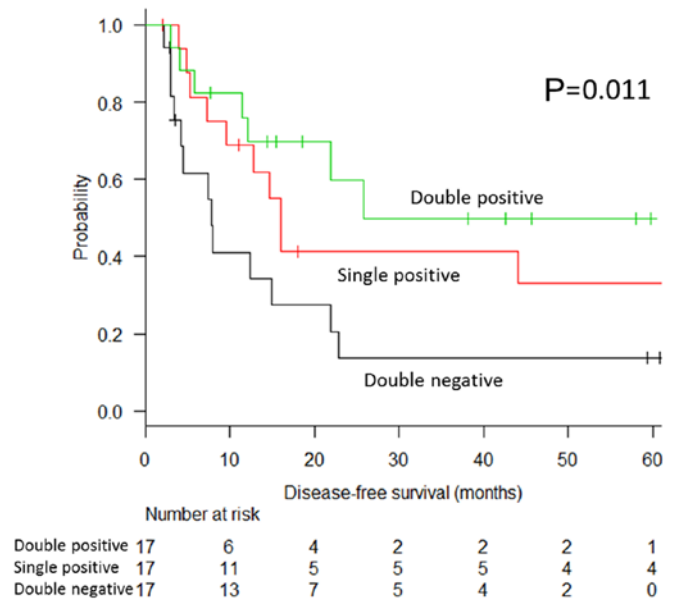 1.0
0.8
0.6
0.4
0.2
0.0
Probability
P=0.011
Double positive
Single positive
Double negative
0 10 20 30 40 50 60
Disease-free survival (months)
Number at risk
Double positive 17 6 4 2 2 2 1
Single positive 17 11 5 5 5 4 4
Double negative 17 13 7 5 4 2 0